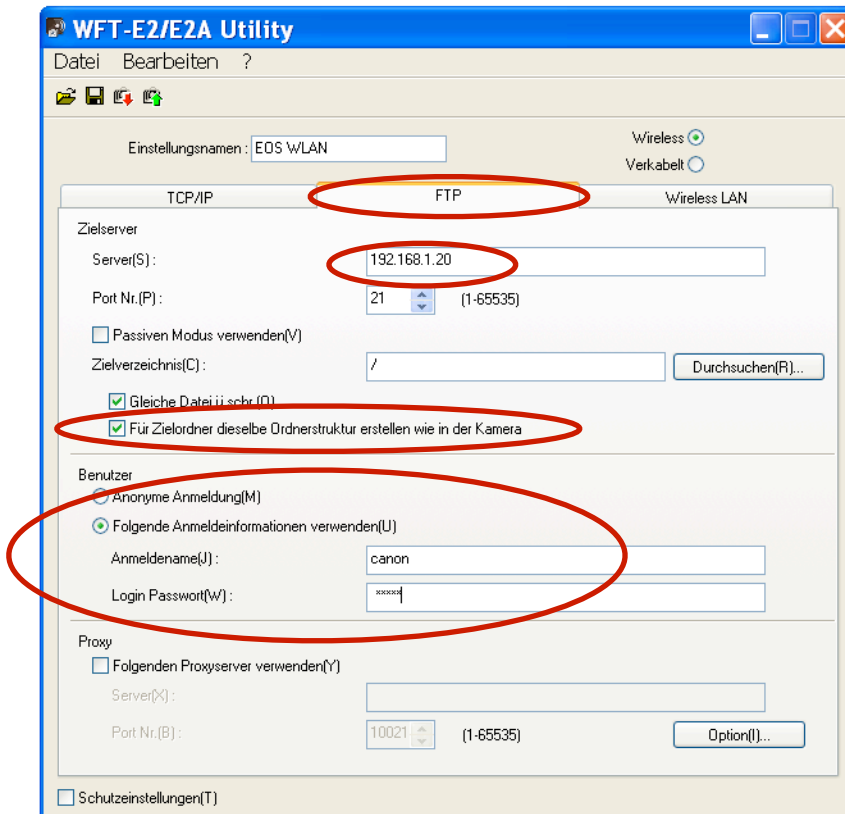 WFT-E2/E2A Utility
Datei Bearbeiten ?
Einstellungsnamen : EOS WLAN
Wireless
Verkabelt
TCP/IP FTP Wireless LAN
Zielserver
Server(S) : 192.168.1.20
Port Nr.(P) : 21 (1-65535)
Passiven Modus verwenden(V)
Zielverzeichnis(C) : / Durchsuchen(R)...
Gleiche Datei ü.schr.(O)
Für Zielordner dieselbe Ordnerstruktur erstellen wie in der Kamera
Benutzer
Anonyme Anmeldung(M)
Folgende Anmeldeinformationen verwenden(U)
Anmeldename(J) : canon
Login Passwort(W) : *****
Proxy
Folgenden Proxyserver verwenden(Y)
Server(X) :
Port Nr.(B) : 10021 (1-65535) Option(I)...
Schutzeinstellungen(T)